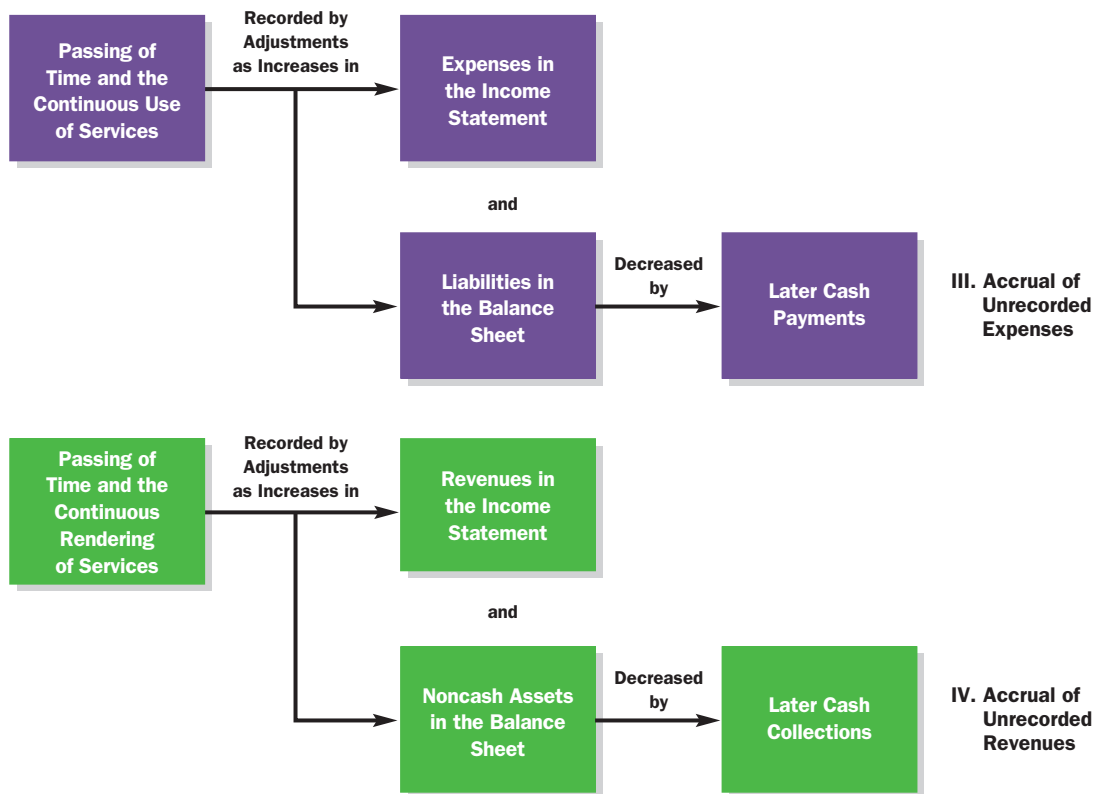 Passing of
Time and the
Continuous Use
of Services
Recorded by
Adjustments
as Increases in
Expenses in
the Income
Statement
and
Liabilities in
the Balance
Sheet
Decreased
by
Later Cash
Payments
III. Accrual of
Unrecorded
Expenses
Passing of
Time and the
Continuous
Rendering
of Services
Recorded by
Adjustments
as Increases in
Revenues in
the Income
Statement
and
Noncash Assets
in the Balance
Sheet
Decreased
by
Later Cash
Collections
IV. Accrual of
Unrecorded
Revenues